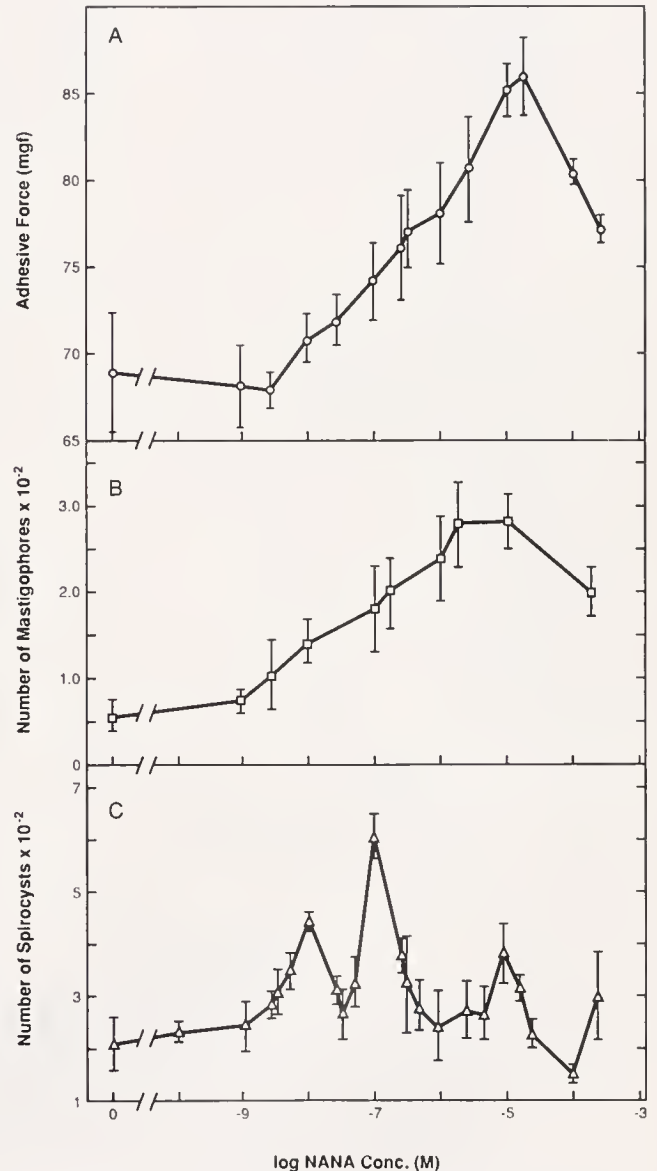 A
Adhesive Force (mgf)
85
80
75
70
65
B
Number of Mastigophores x 10⁻²
3.0
2.0
1.0
0
C
Number of Spirocysts x 10⁻²
7
5
3
1
0
-9
-7
-5
-3
log NANA Conc. (M)